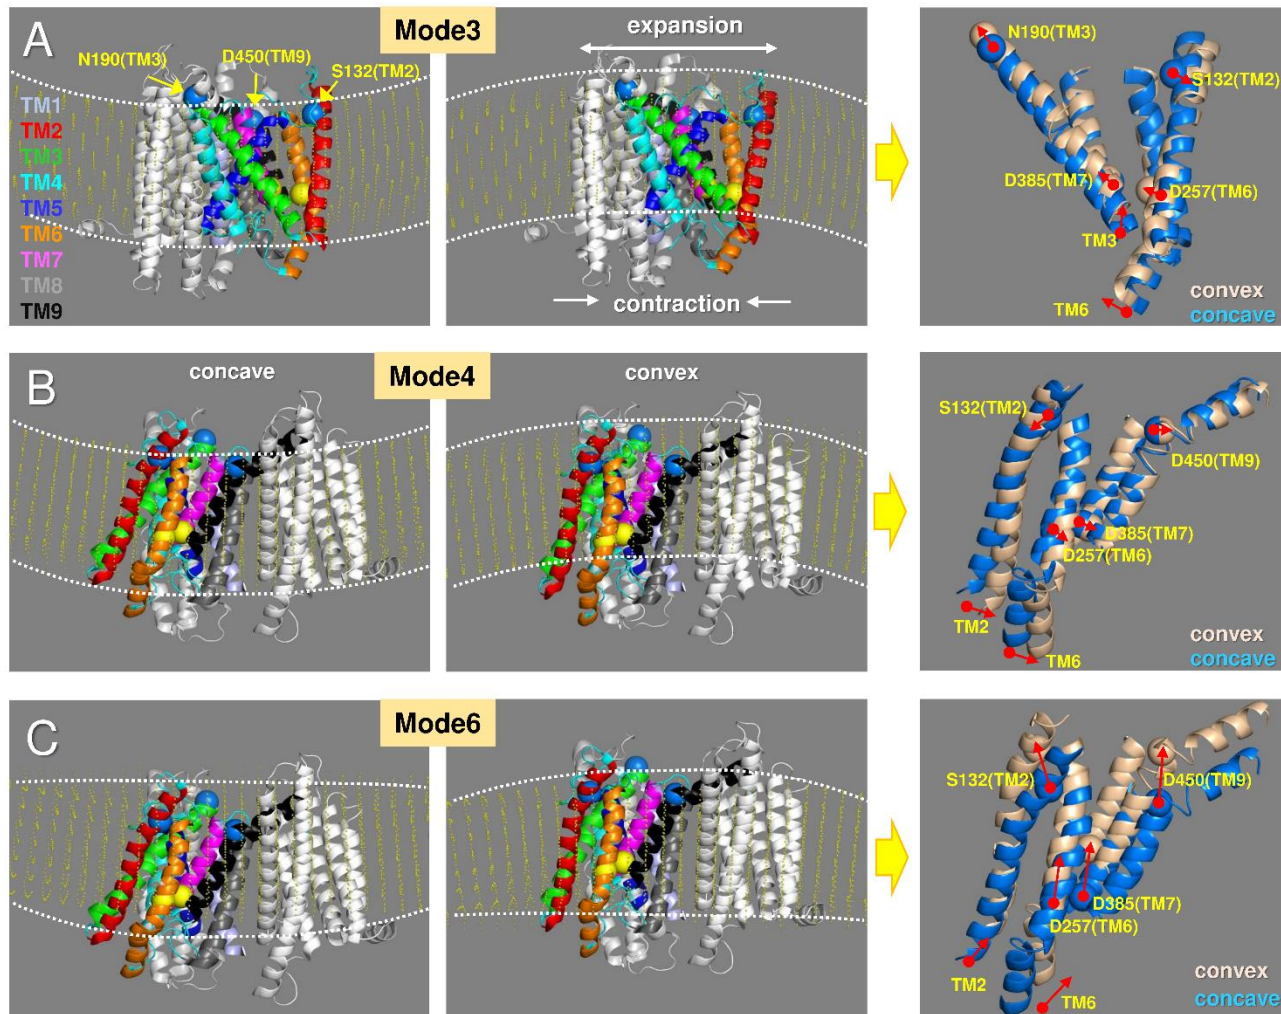 A
Mode3
N190(TM3)
D450(TM9)
S132(TM2)
TM1
TM2
TM3
TM4
TM5
TM6
TM7
TM8
TM9
expansion
contraction
N190(TM3)
S132(TM2)
D385(TM7)
D257(TM6)
TM3
TM6
convex
concave
B
concave
Mode4
convex
S132(TM2)
D450(TM9)
D385(TM7)
D257(TM6)
TM2
TM6
convex
concave
C
Mode6
S132(TM2)
D450(TM9)
D385(TM7)
D257(TM6)
TM2
TM6
convex
concave